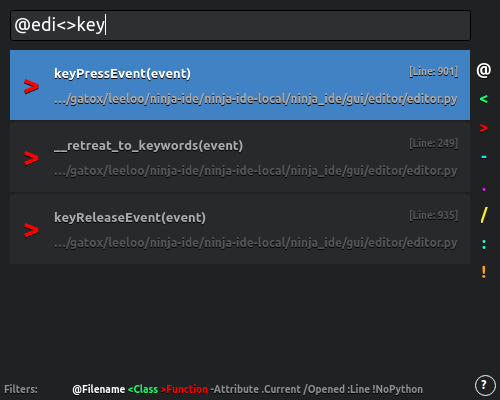 @edi<>key
> keyPressEvent(event) [Line: 901]
.../gatox/leeloo/ninja-ide/ninja-ide-local/ninja_ide/gui/editor/editor.py
> __retreat_to_keywords(event) [Line: 249]
.../gatox/leeloo/ninja-ide/ninja-ide-local/ninja_ide/gui/editor/editor.py
> keyReleaseEvent(event) [Line: 935]
.../gatox/leeloo/ninja-ide/ninja-ide-local/ninja_ide/gui/editor/editor.py
@
<
>
-
.
/
:
!
Filters: @Filename <Class >Function -Attribute .Current /Opened :Line !NoPython ?